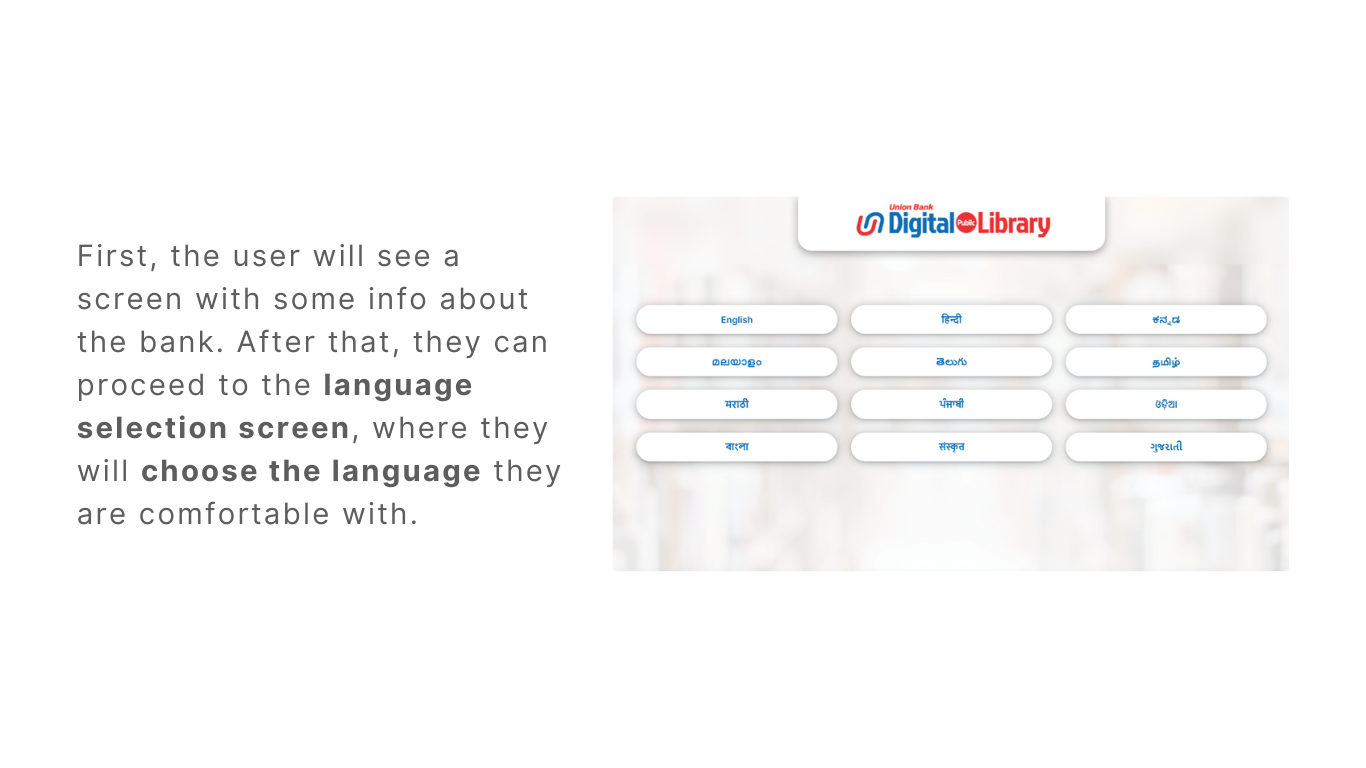 First, the user will see a
screen with some info about
the bank. After that, they can
proceed to the language
selection screen, where they
will choose the language they
are comfortable with.
Union Bank
Digital Public Library
English
हिन्दी
ಕನ್ನಡ
മലയാളം
తెలుగు
தமிழ்
मराठी
ਪੰਜਾਬੀ
ଓଡ଼ିଆ
বাংলা
संस्कृत
ગુજરાતી